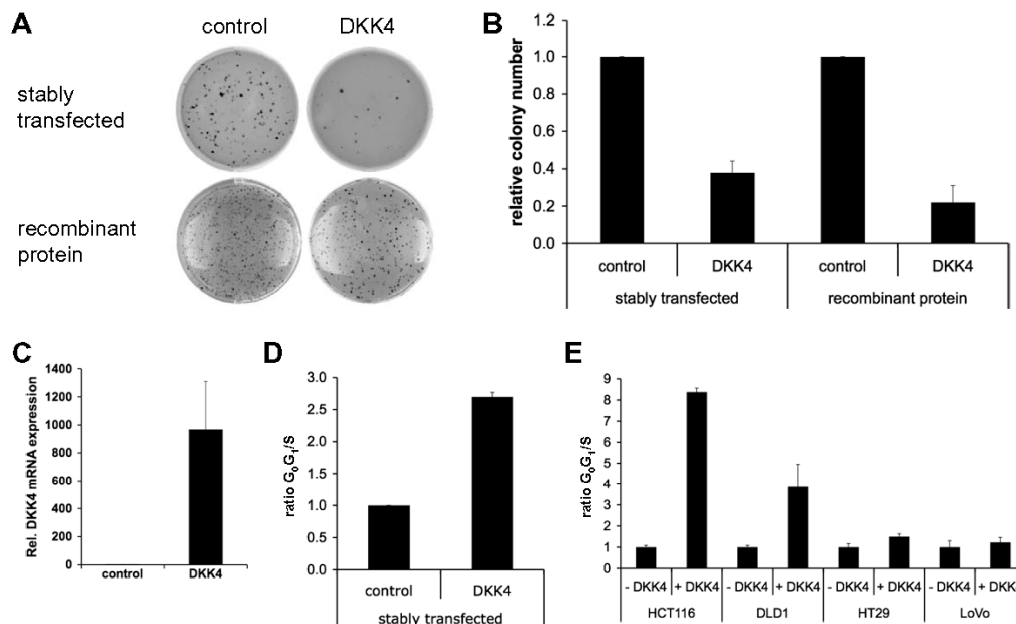 A
control DKK4
stably
transfected
recombinant
protein
B
relative colony number
1.2
1.0
0.8
0.6
0.4
0.2
0.0
control DKK4 control DKK4
stably transfected recombinant protein
C
Rel. DKK4 mRNA expression
1400
1200
1000
800
600
400
200
0
control DKK4
D
ratio G₀G₁/S
3.0
2.5
2.0
1.5
1.0
0.5
0.0
control DKK4
stably transfected
E
ratio G₀G₁/S
9
8
6
5
4
2
1
0
- DKK4 + DKK4 - DKK4 + DKK4 - DKK4 + DKK4 - DKK4 + DKK
HCT116 DLD1 HT29 LoVo